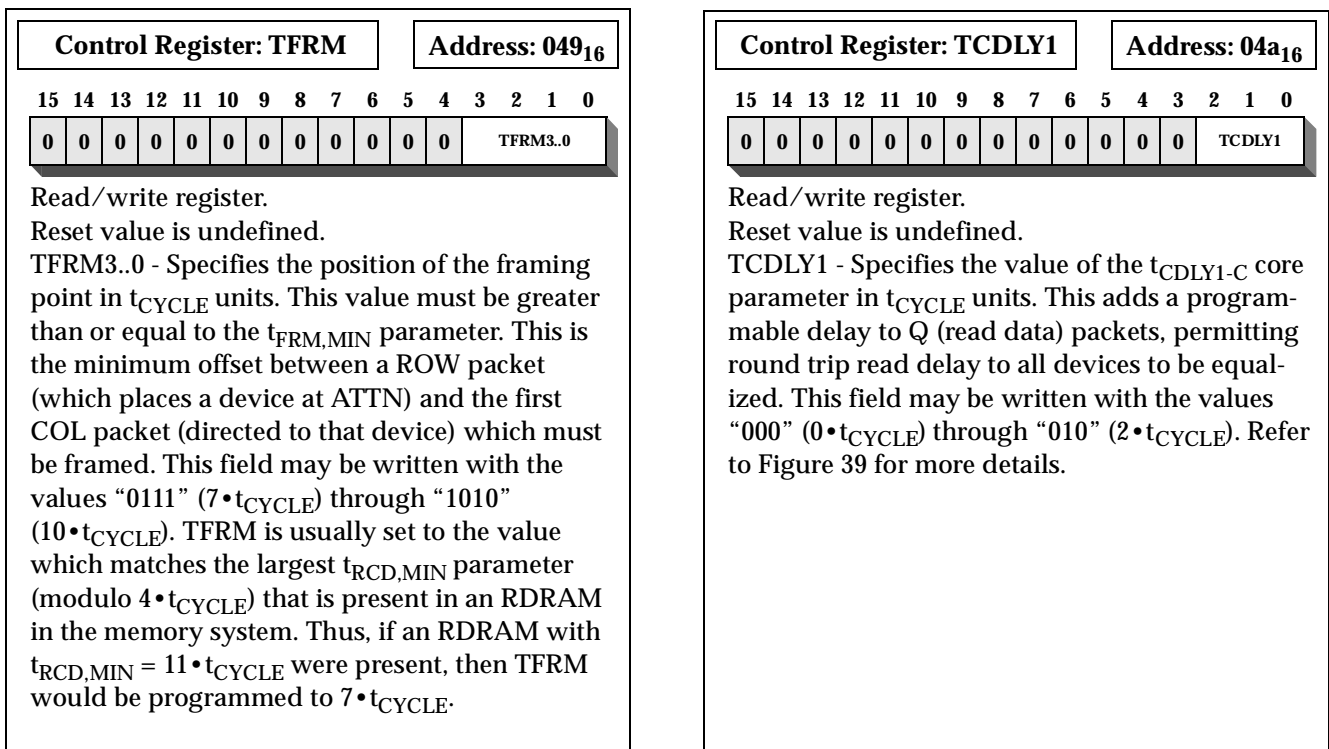 Control Register: TFRM
Address: 049₁₆
15 14 13 12 11 10 9 8 7 6 5 4 3 2 1 0
0 0 0 0 0 0 0 0 0 0 0 0 TFRM3..0
Read/write register.
Reset value is undefined.
TFRM3..0 - Specifies the position of the framing
point in tCYCLE units. This value must be greater
than or equal to the tFRM,MIN parameter. This is
the minimum offset between a ROW packet
(which places a device at ATTN) and the first
COL packet (directed to that device) which must
be framed. This field may be written with the
values “0111” (7•tCYCLE) through “1010”
(10•tCYCLE). TFRM is usually set to the value
which matches the largest tRCD,MIN parameter
(modulo 4•tCYCLE) that is present in an RDRAM
in the memory system. Thus, if an RDRAM with
tRCD,MIN = 11•tCYCLE were present, then TFRM
would be programmed to 7•tCYCLE.
Control Register: TCDLY1
Address: 04a₁₆
15 14 13 12 11 10 9 8 7 6 5 4 3 2 1 0
0 0 0 0 0 0 0 0 0 0 0 0 0 TCDLY1
Read/write register.
Reset value is undefined.
TCDLY1 - Specifies the value of the tCDLY1-C core
parameter in tCYCLE units. This adds a program-
mable delay to Q (read data) packets, permitting
round trip read delay to all devices to be equal-
ized. This field may be written with the values
“000” (0•tCYCLE) through “010” (2•tCYCLE). Refer
to Figure 39 for more details.